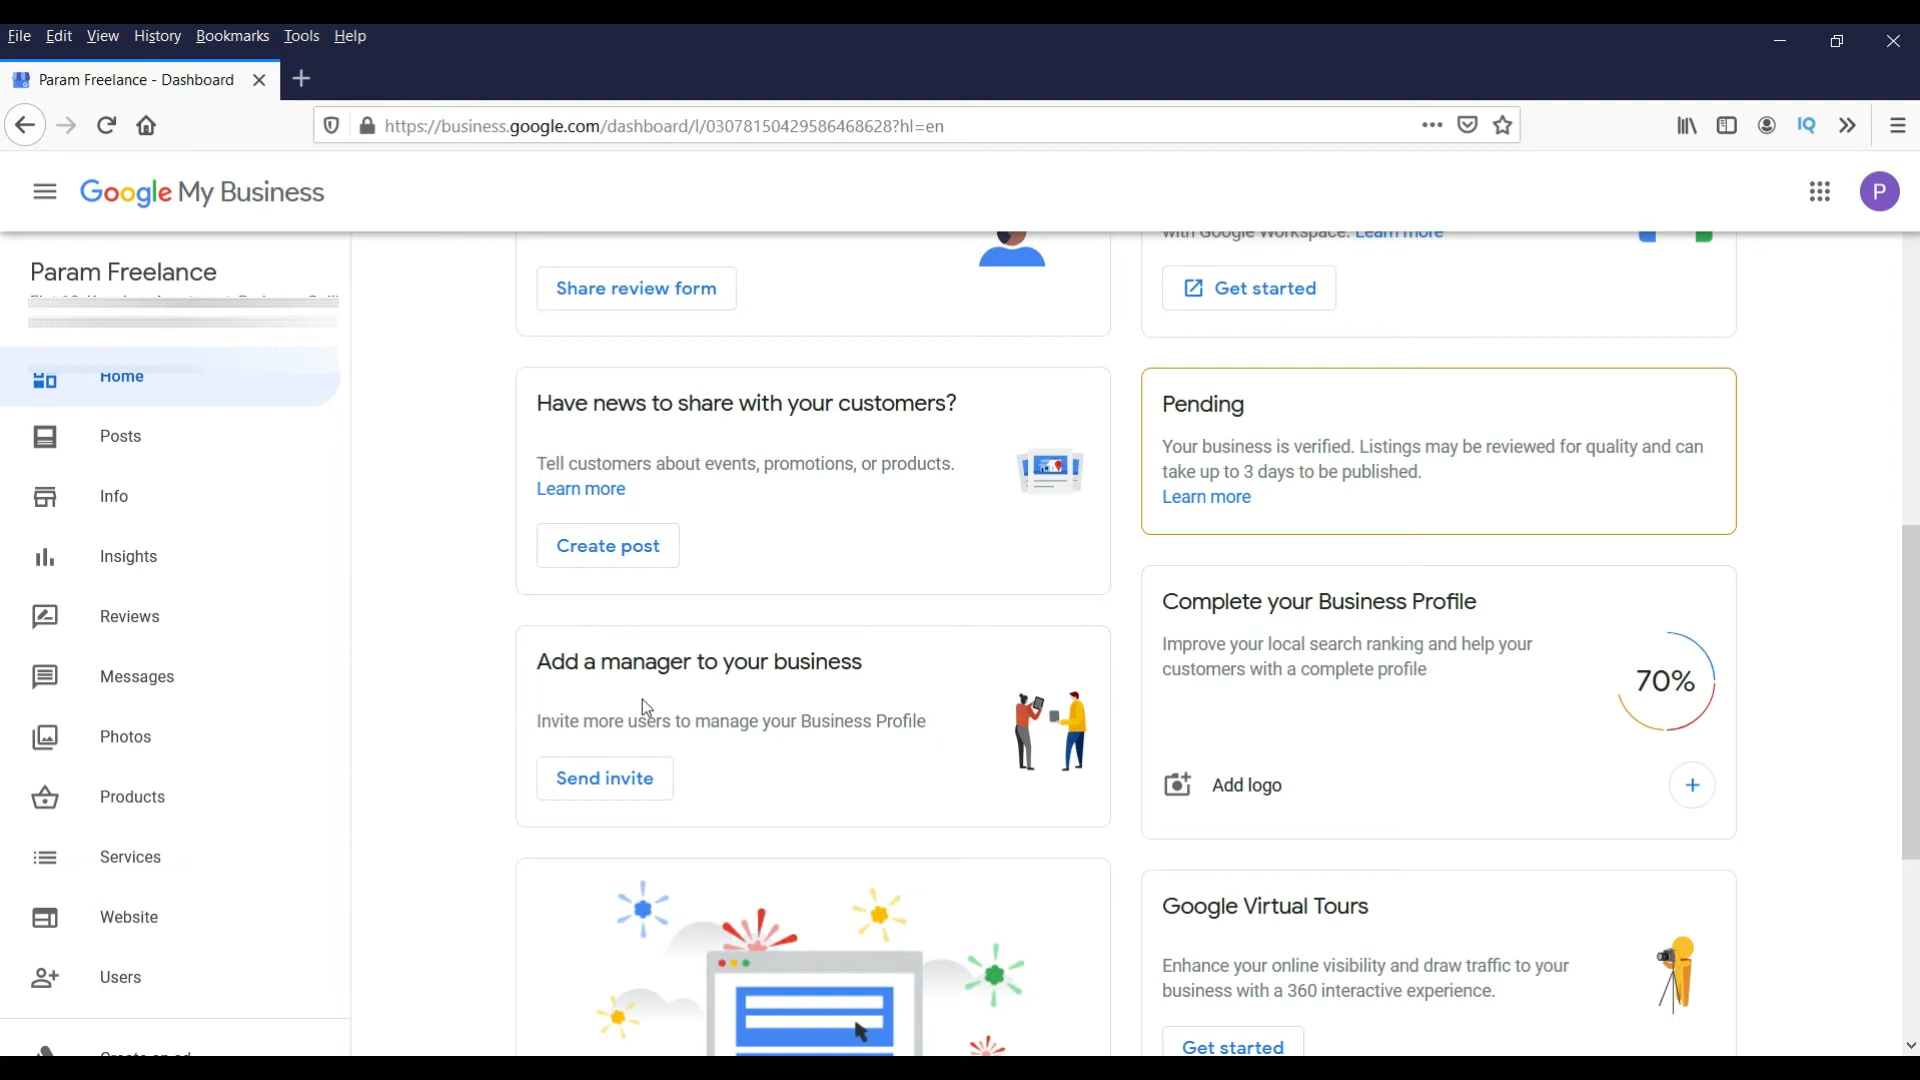 File Edit View History Bookmarks Tools Help
Param Freelance - Dashboard
https://business.google.com/dashboard/l/03078150429586468628?hl=en
IQ
Google My Business
P
Param Freelance
Home
Posts
Info
Insights
Reviews
Messages
Photos
Products
Services
Website
Users
Share review form
Have news to share with your customers?
Tell customers about events, promotions, or products.
Learn more
Create post
Add a manager to your business
Invite more users to manage your Business Profile
Send invite
with Google Workspace. Learn more
Get started
Pending
Your business is verified. Listings may be reviewed for quality and can
take up to 3 days to be published.
Learn more
Complete your Business Profile
Improve your local search ranking and help your
customers with a complete profile
70%
Add logo
Google Virtual Tours
Enhance your online visibility and draw traffic to your
business with a 360 interactive experience.
Get started